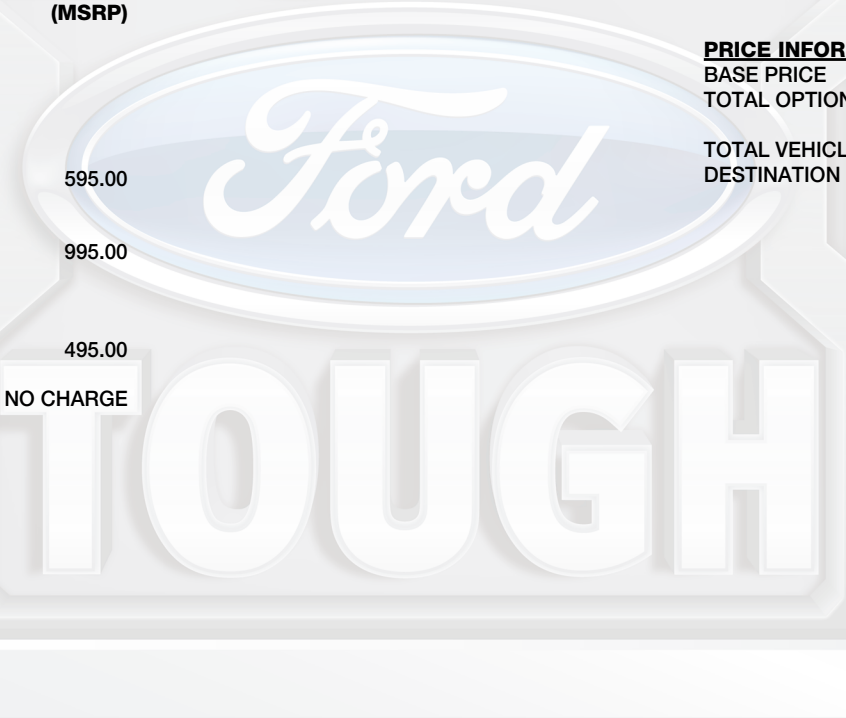 (MSRP)
595.00
995.00
495.00
NO CHARGE
PRICE INFOR
BASE PRICE
TOTAL OPTION
TOTAL VEHICL
DESTINATION
Ford
TOUGH